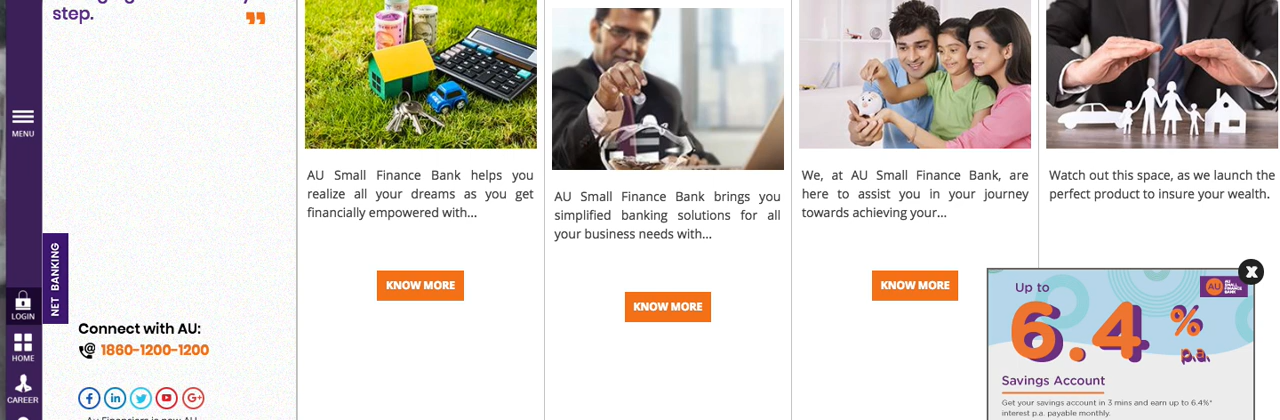 step.
MENU
NET BANKING
LOGIN
HOME
CAREER
Connect with AU:
1860-1200-1200
AU Small Finance Bank helps you
realize all your dreams as you get
financially empowered with...
KNOW MORE
AU Small Finance Bank brings you
simplified banking solutions for all
your business needs with...
KNOW MORE
We, at AU Small Finance Bank, are
here to assist you in your journey
towards achieving your...
KNOW MORE
Watch out this space, as we launch the
perfect product to insure your wealth.
X
AU
AU
SMALL
FINANCE
BANK
Up to
6.4%
p.a.
Savings Account
Get your savings account in 3 mins and earn up to 6.4%*
interest p.a. payable monthly.